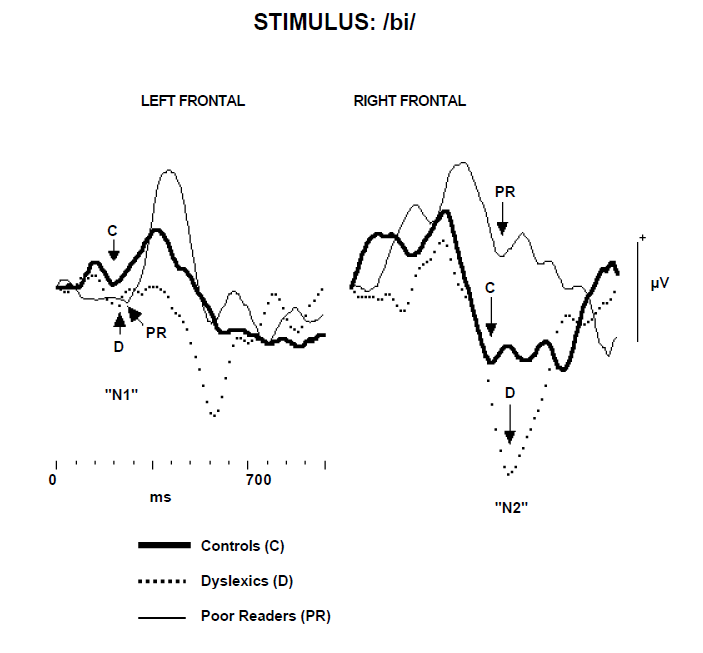 STIMULUS: /bi/
LEFT FRONTAL
RIGHT FRONTAL
C
D
PR
"N1"
PR
C
D
"N2"
+
µV
0
700
ms
Controls (C)
Dyslexics (D)
Poor Readers (PR)